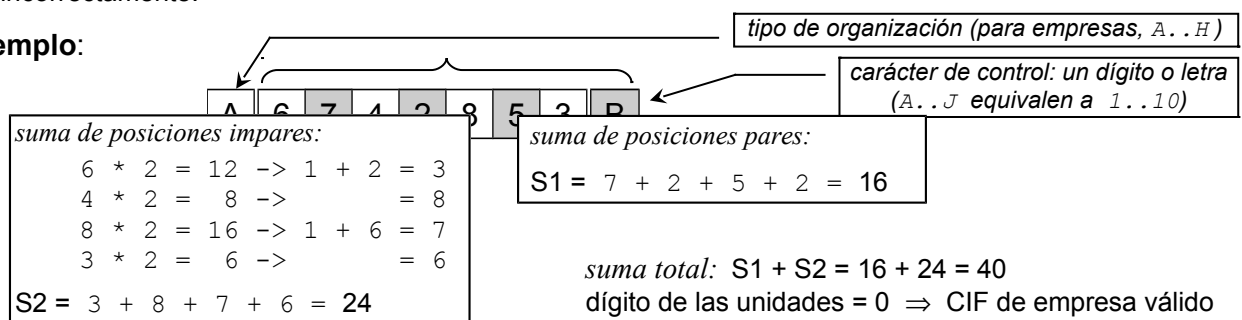 incorrectamente.
emplo:
tipo de organización (para empresas, A..H)
carácter de control: un dígito o letra
(A..J equivalen a 1..10)
A 6 7 4 2 8 5 3 B
suma de posiciones impares:
6 * 2 = 12 -> 1 + 2 = 3
4 * 2 = 8 -> = 8
8 * 2 = 16 -> 1 + 6 = 7
3 * 2 = 6 -> = 6
S2 = 3 + 8 + 7 + 6 = 24
suma de posiciones pares:
S1 = 7 + 2 + 5 + 2 = 16
suma total: S1 + S2 = 16 + 24 = 40
dígito de las unidades = 0 ⇒ CIF de empresa válido